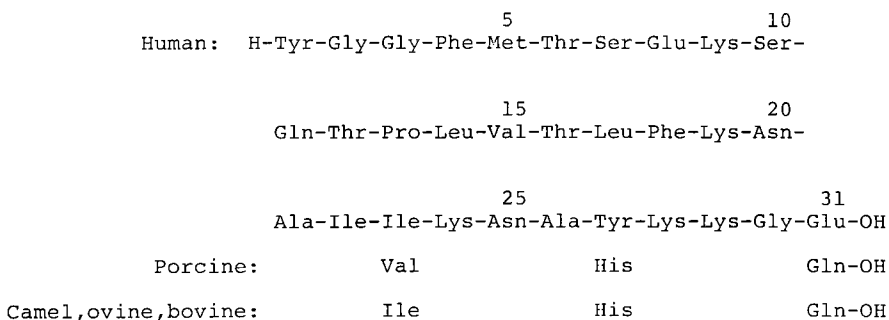 5 10
Human: H-Tyr-Gly-Gly-Phe-Met-Thr-Ser-Glu-Lys-Ser-
15 20
Gln-Thr-Pro-Leu-Val-Thr-Leu-Phe-Lys-Asn-
25 31
Ala-Ile-Ile-Lys-Asn-Ala-Tyr-Lys-Lys-Gly-Glu-OH
Porcine: Val His Gln-OH
Camel,ovine,bovine: Ile His Gln-OH